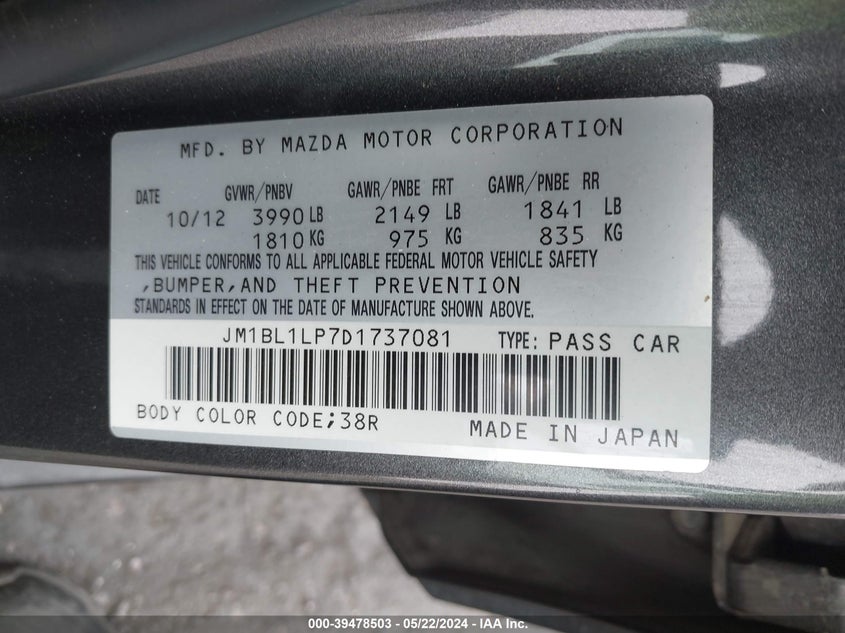 MFD. BY MAZDA MOTOR CORPORATION
DATE GVWR/PNBV GAWR/PNBE FRT GAWR/PNBE RR
10/12 3990 LB 2149 LB 1841 LB
1810 KG 975 KG 835 KG
THIS VEHICLE CONFORMS TO ALL APPLICABLE FEDERAL MOTOR VEHICLE SAFETY
,BUMPER,AND THEFT PREVENTION
STANDARDS IN EFFECT ON THE DATE OF MANUFACTURE SHOWN ABOVE.
JM1BL1LP7D1737081 TYPE: PASS CAR
BODY COLOR CODE;38R
MADE IN JAPAN
000-39478503 - 05/22/2024 - IAA Inc.